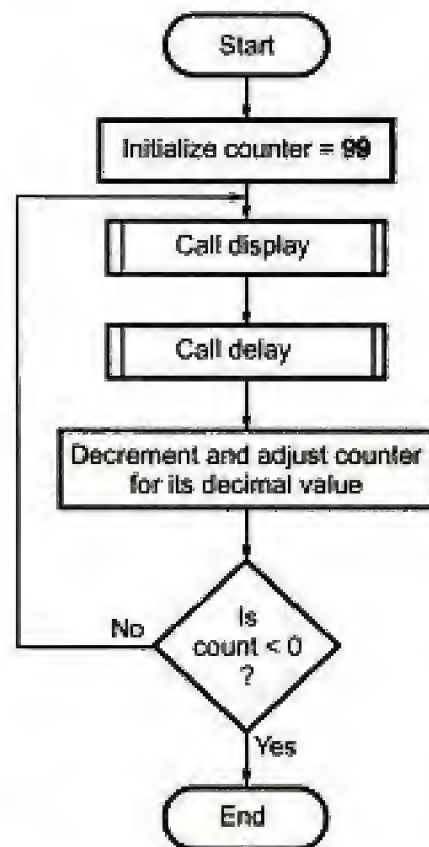 Start
Initialize counter = 99
Call display
Call delay
Decrement and adjust counter
for its decimal value
Is
count < 0
?
No
Yes
End